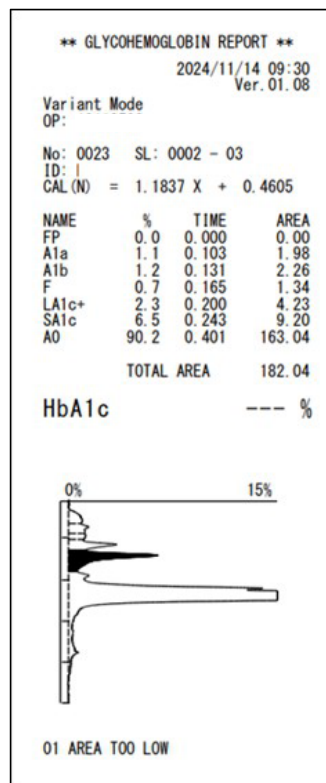 ** GLYCOHEMOGLOBIN REPORT **
2024/11/14 09:30
Ver.01.08
Variant Mode
OP:
No: 0023 SL: 0002 - 03
ID:
CAL(N) = 1.1837 X + 0.4605
NAME % TIME AREA
FP 0.0 0.000 0.00
A1a 1.1 0.103 1.98
A1b 1.2 0.131 2.26
F 0.7 0.165 1.34
LA1c+ 2.3 0.200 4.23
SA1c 6.5 0.243 9.20
A0 90.2 0.401 163.04
TOTAL AREA 182.04
HbA1c --- %
0% 15%
01 AREA TOO LOW